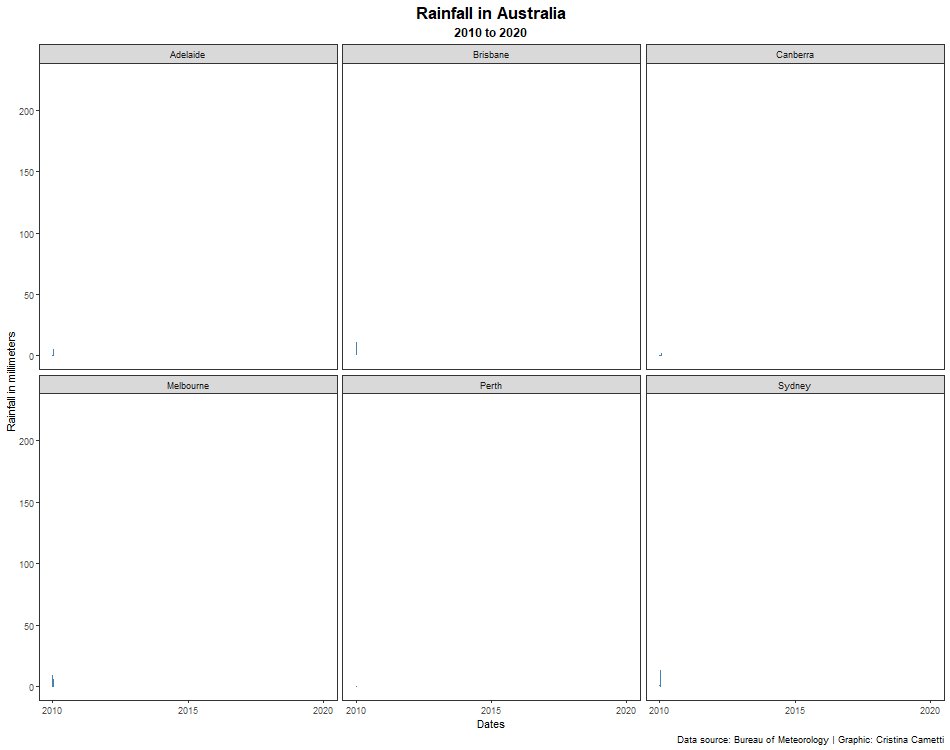 Rainfall in Australia
2010 to 2020
Adelaide
Brisbane
Canberra
200
150
100
50
0
Rainfall in millimeters
Melbourne
Perth
Sydney
200
150
100
50
0
2010 2015 2020 2010 2015 2020 2010 2015 2020
Dates
Data source: Bureau of Meteorology | Graphic: Cristina Cametti